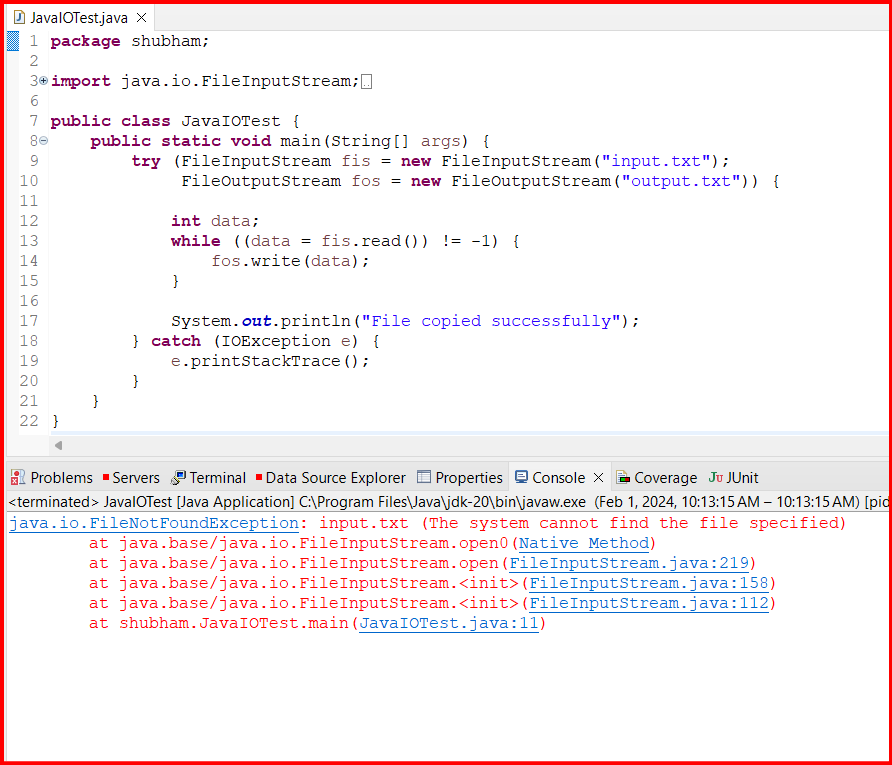 JavaIOTest.java
1 package shubham;
2
3 import java.io.FileInputStream;
6
7 public class JavaIOTest {
8 public static void main(String[] args) {
9 try (FileInputStream fis = new FileInputStream("input.txt");
10 FileOutputStream fos = new FileOutputStream("output.txt")) {
11
12 int data;
13 while ((data = fis.read()) != -1) {
14 fos.write(data);
15 }
16
17 System.out.println("File copied successfully");
18 } catch (IOException e) {
19 e.printStackTrace();
20 }
21 }
22 }
Problems Servers Terminal Data Source Explorer Properties Console Coverage JUnit
<terminated> JavaIOTest [Java Application] C:\Program Files\Java\jdk-20\bin\javaw.exe (Feb 1, 2024, 10:13:15 AM – 10:13:15 AM) [pid
java.io.FileNotFoundException: input.txt (The system cannot find the file specified)
at java.base/java.io.FileInputStream.open0(Native Method)
at java.base/java.io.FileInputStream.open(FileInputStream.java:219)
at java.base/java.io.FileInputStream.<init>(FileInputStream.java:158)
at java.base/java.io.FileInputStream.<init>(FileInputStream.java:112)
at shubham.JavaIOTest.main(JavaIOTest.java:11)